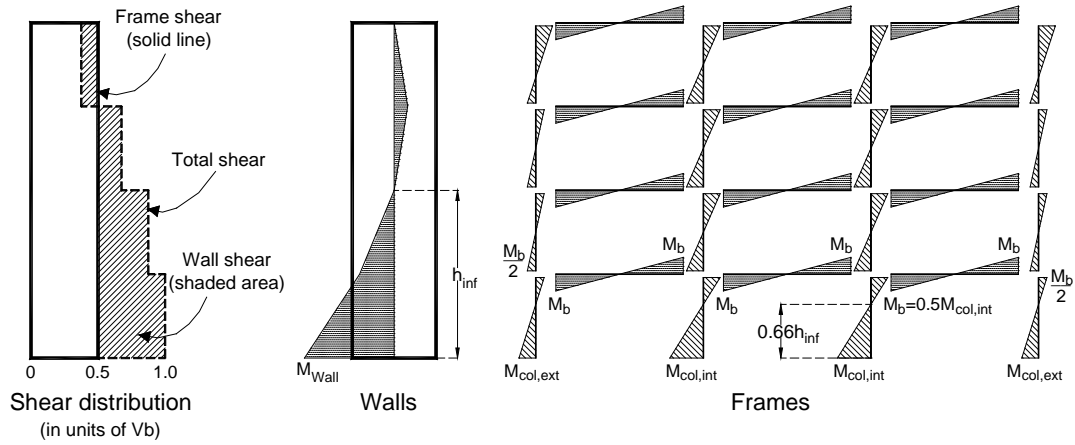 Frame shear
(solid line)
Total shear
Wall shear
(shaded area)
0 0.5 1.0
Shear distribution
(in units of Vb)
h_inf
M_Wall
Walls
M_b
2
M_b
M_b
M_b
M_b
M_b
2
M_b
M_b=0.5M_col,int
0.66h_inf
M_col,ext
M_col,int
M_col,int
M_col,ext
Frames